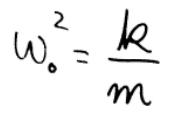 ω₀² = k/m